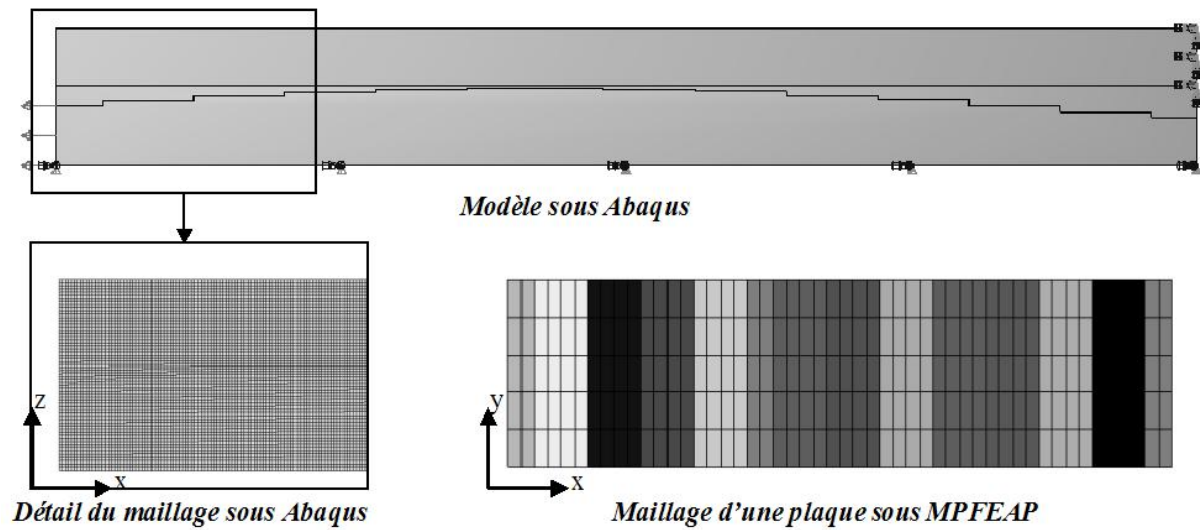 Modèle sous Abaqus
z
x
Détail du maillage sous Abaqus
y
x
Maillage d'une plaque sous MPFEAP